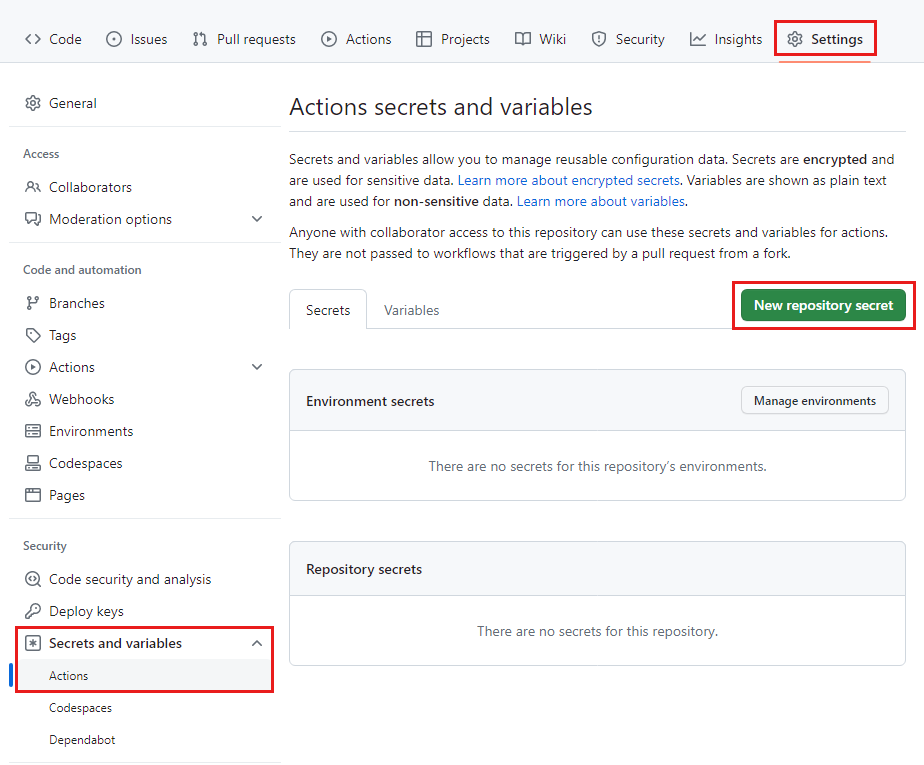 Code Issues Pull requests Actions Projects Wiki Security Insights Settings
General
Access
Collaborators
Moderation options
Code and automation
Branches
Tags
Actions
Webhooks
Environments
Codespaces
Pages
Security
Code security and analysis
Deploy keys
Secrets and variables
Actions
Codespaces
Dependabot
Actions secrets and variables
Secrets and variables allow you to manage reusable configuration data. Secrets are encrypted and
are used for sensitive data. Learn more about encrypted secrets. Variables are shown as plain text
and are used for non-sensitive data. Learn more about variables.
Anyone with collaborator access to this repository can use these secrets and variables for actions.
They are not passed to workflows that are triggered by a pull request from a fork.
Secrets Variables New repository secret
Environment secrets Manage environments
There are no secrets for this repository’s environments.
Repository secrets
There are no secrets for this repository.